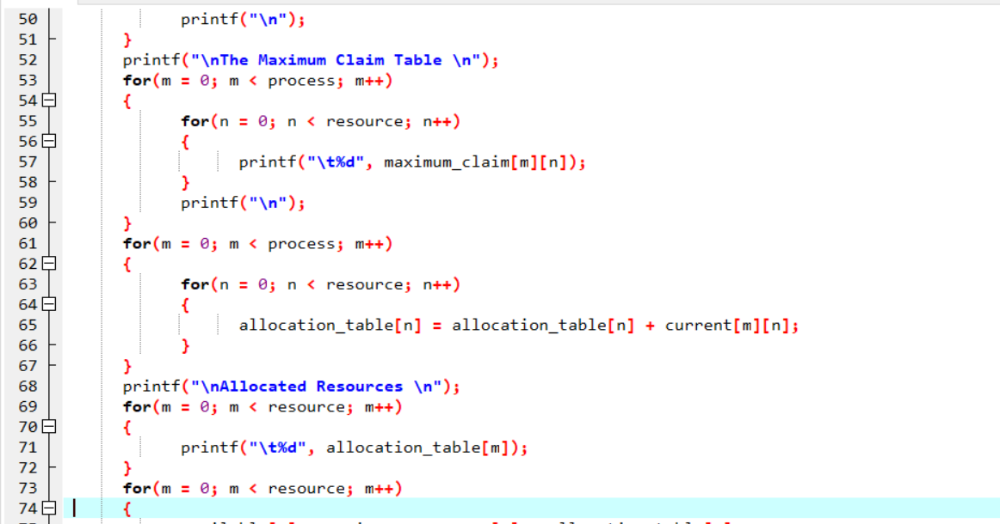 50 printf("\n");
51 }
52 printf("\nThe Maximum Claim Table \n");
53 for(m = 0; m < process; m++)
54 {
55 for(n = 0; n < resource; n++)
56 {
57 printf("\t%d", maximum_claim[m][n]);
58 }
59 printf("\n");
60 }
61 for(m = 0; m < process; m++)
62 {
63 for(n = 0; n < resource; n++)
64 {
65 allocation_table[n] = allocation_table[n] + current[m][n];
66 }
67 }
68 printf("\nAllocated Resources \n");
69 for(m = 0; m < resource; m++)
70 {
71 printf("\t%d", allocation_table[m]);
72 }
73 for(m = 0; m < resource; m++)
74 {